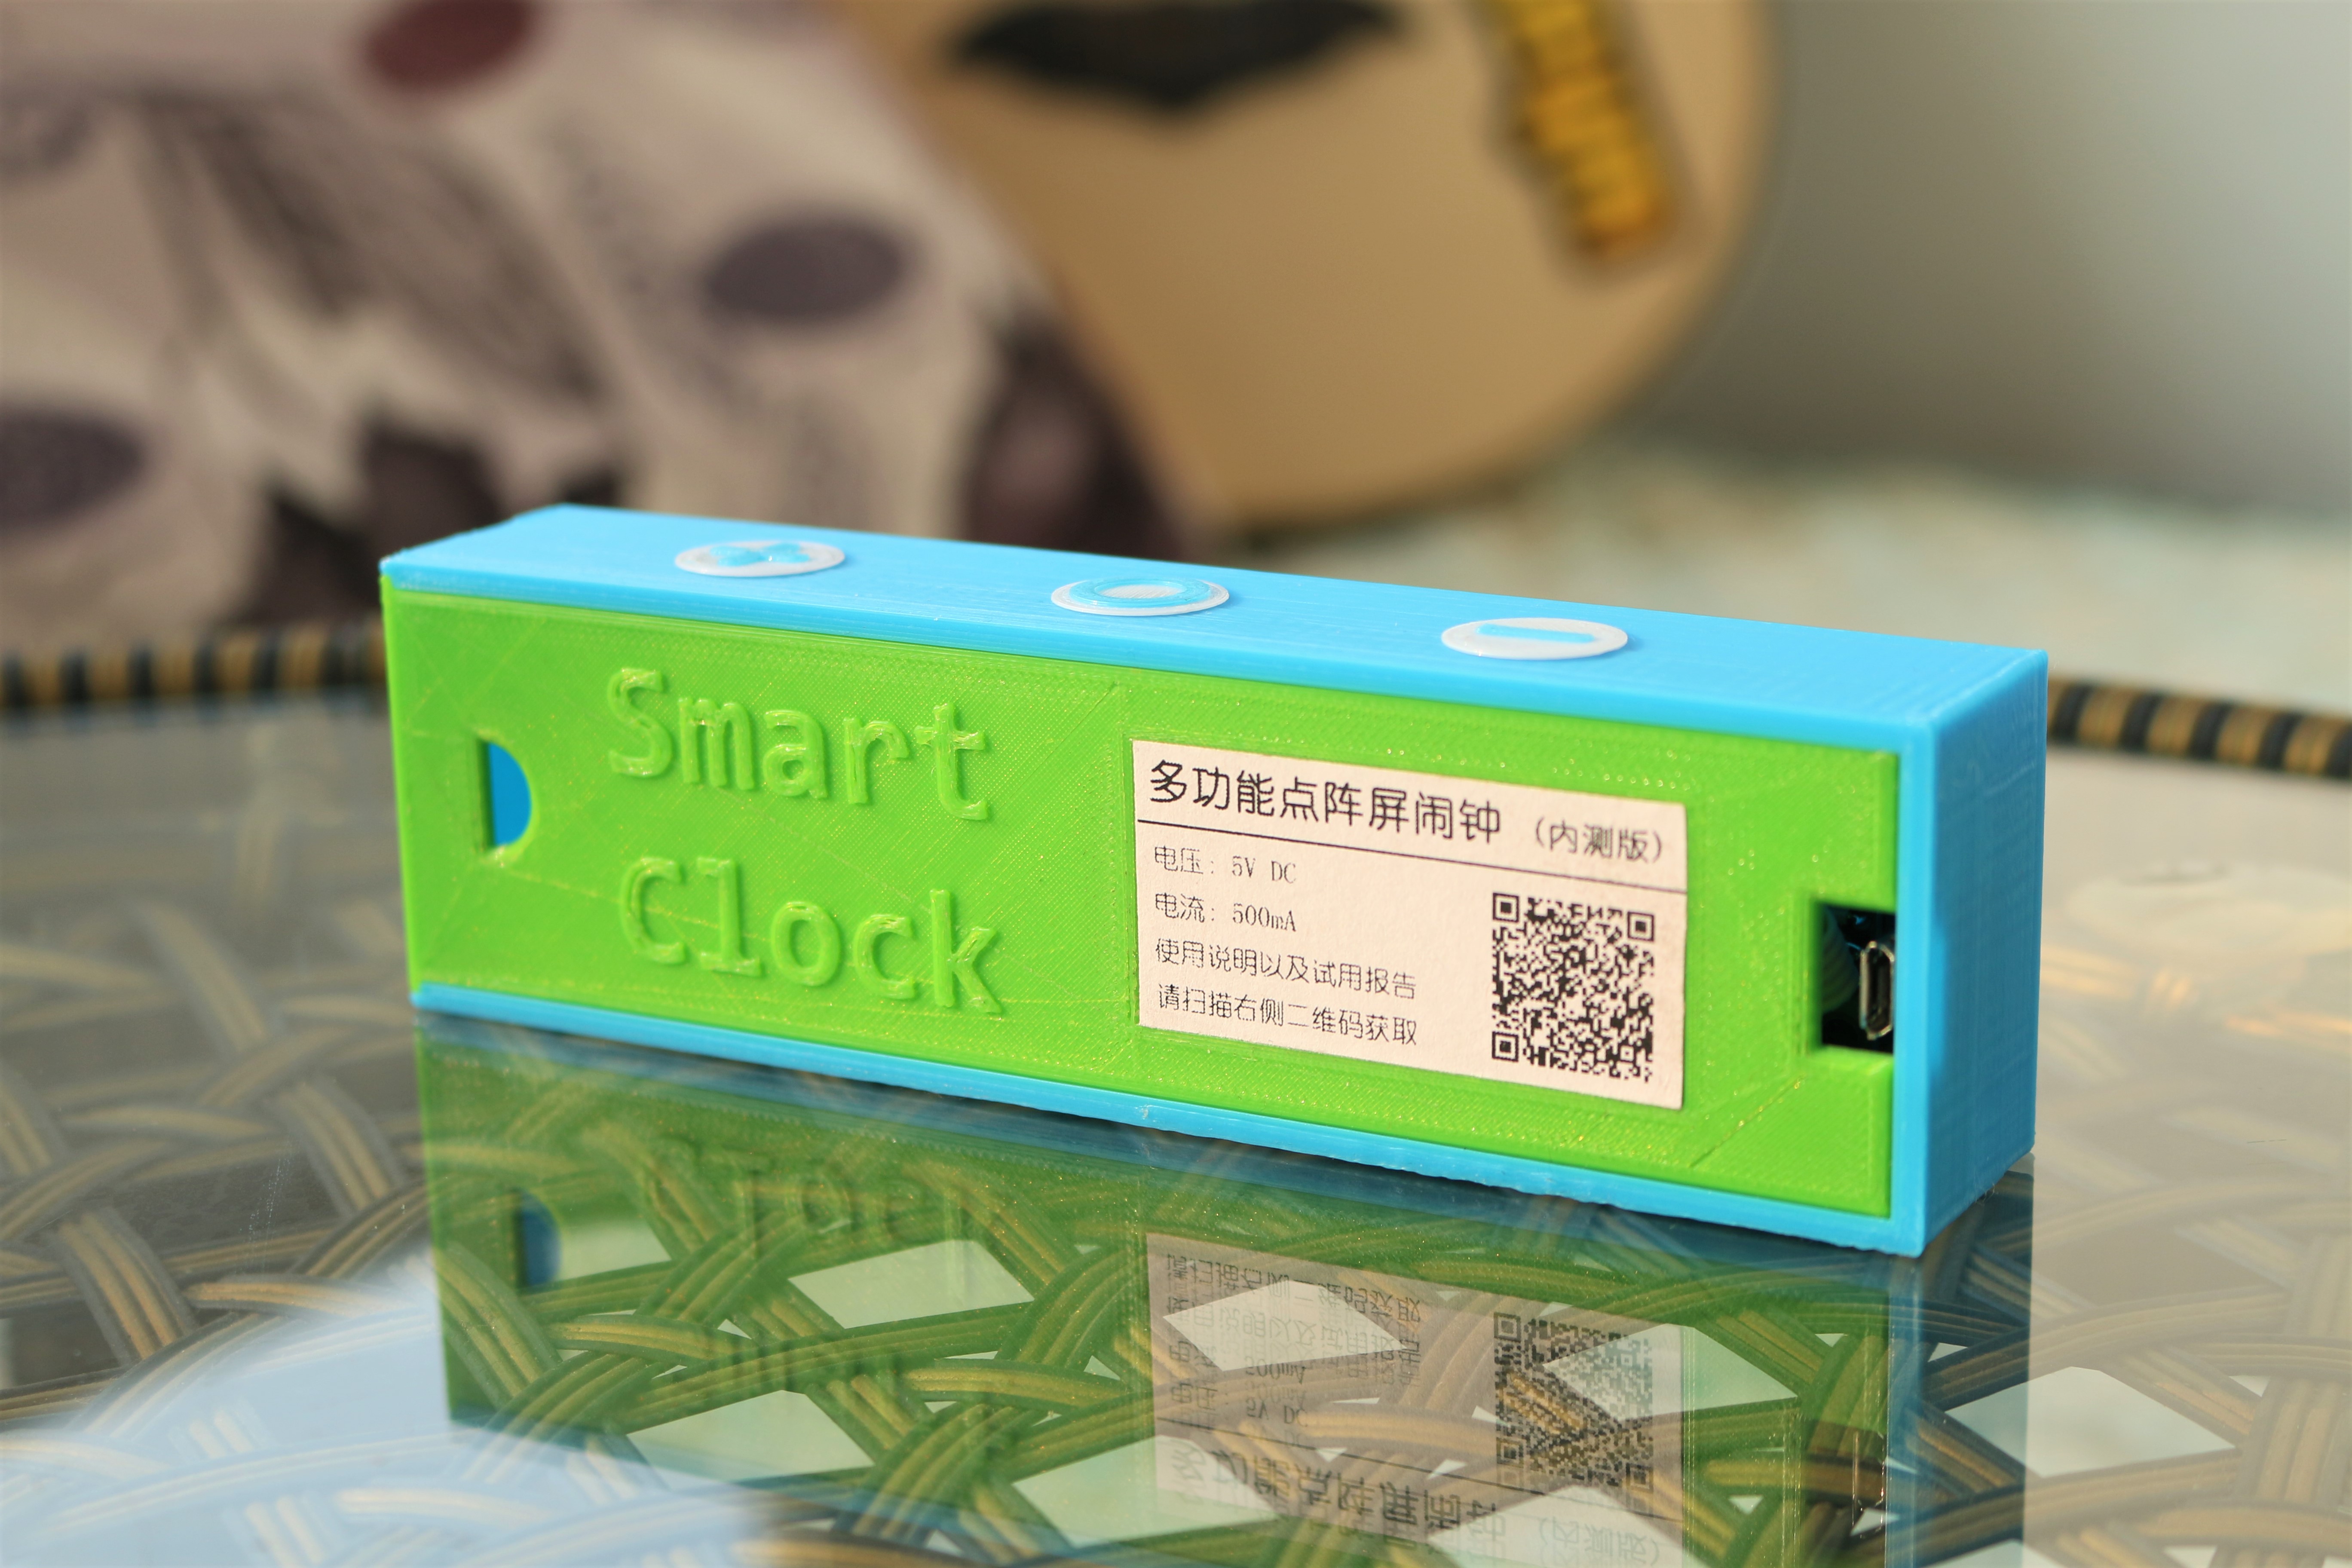 Smart
Clock
多功能点阵屏闹钟 (内测版)
电压: 5V DC
电流: 500mA
使用说明以及试用报告
请扫描右侧二维码获取